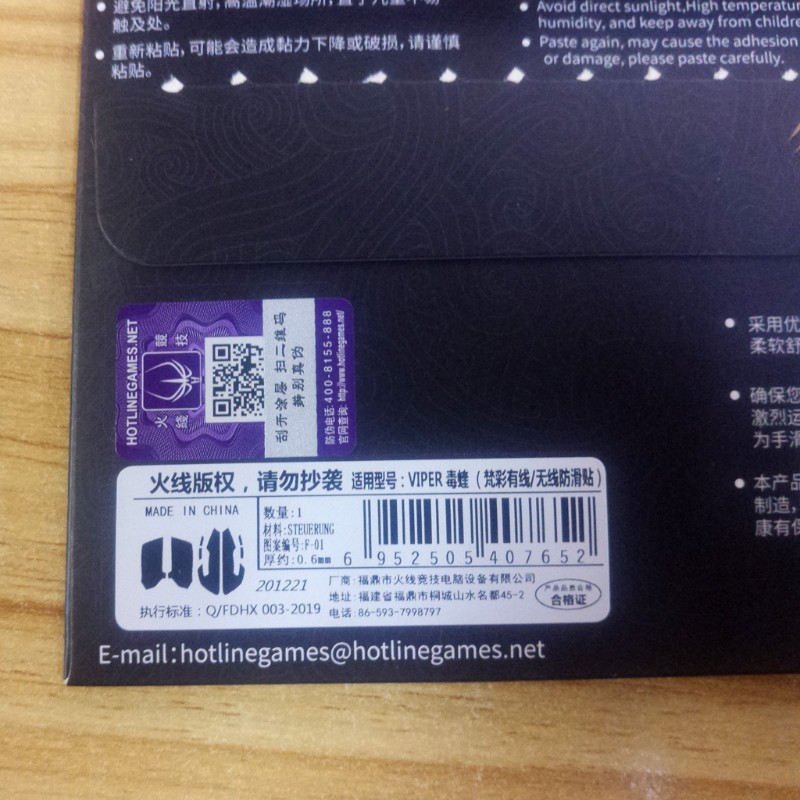 避免阳光直射,高温潮湿场所,置于儿童不易
触及处。
重新粘贴,可能会造成黏力下降或破损,请谨慎
粘贴。
Avoid direct sunlight,High
humidity, and keep away from
Paste again, may cause the adhesion
or damage, please paste carefully.
HOTLINEGAMES.NET
火线
競技
刮开涂层 扫二维码
辨别真伪
防伪电话:400-8155-888
官网查询: http://www.hotlinegames.net/
采用优
柔软舒
确保您
激烈运
为手滑
本产品
制造,
康有保
火线版权,请勿抄袭 适用型号:VIPER 毒蝰(梵彩有线/无线防滑贴)
MADE IN CHINA
数量:1
材料:STEUERUNG
图案编号:F-01
厚约:0.6mm
6 952505 407652
201221
执行标准:Q/FDHX 003-2019
厂商:福鼎市火线竞技电脑设备有限公司
地址:福建省福鼎市桐城山水名都45-2
电话:86-593-7998797
产品品质合格
合格证
E-mail:hotlinegames@hotlinegames.net